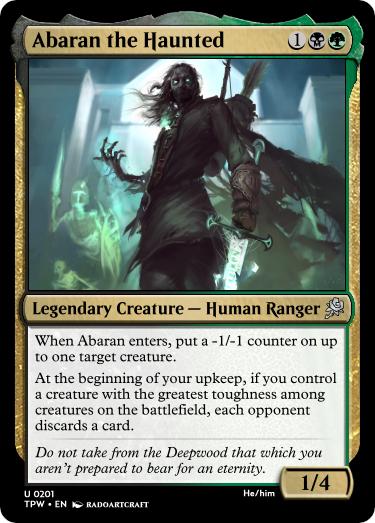 Abaran the Haunted 1
Legendary Creature — Human Ranger
When Abaran enters, put a -1/-1 counter on up
to one target creature.
At the beginning of your upkeep, if you control
a creature with the greatest toughness among
creatures on the battlefield, each opponent
discards a card.
Do not take from the Deepwood that which you
aren't prepared to bear for an eternity.
1/4
U 0201 He/him
TPW • EN RADOARTCRAFT